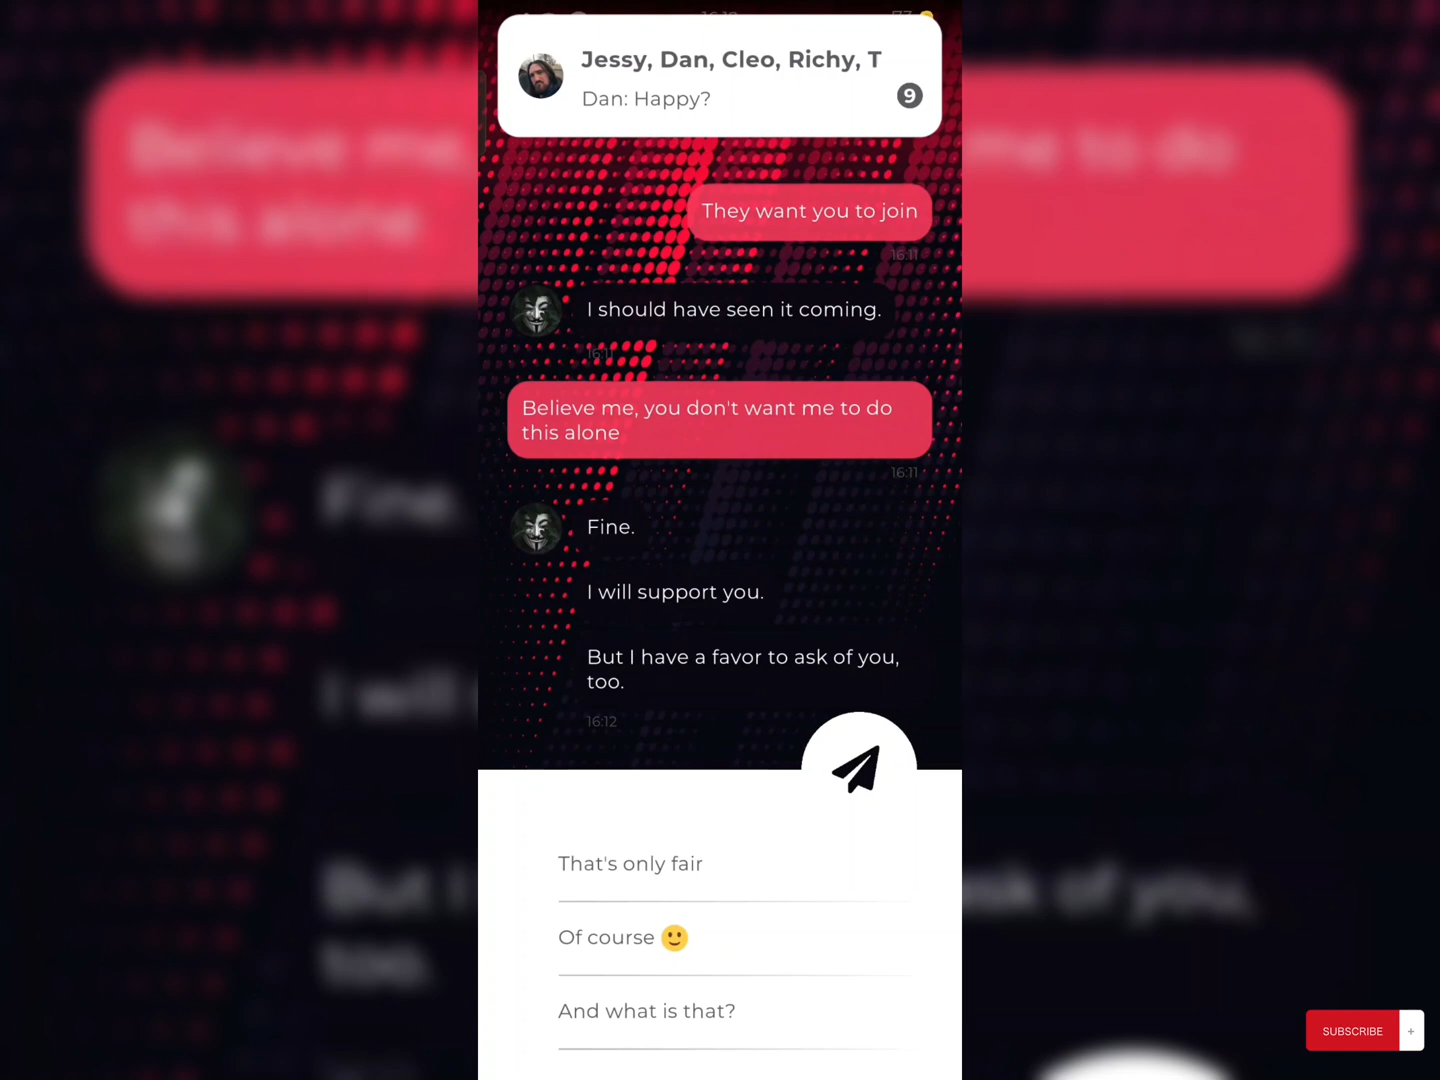 Jessy, Dan, Cleo, Richy, T
Dan: Happy?
9
They want you to join
16:11
I should have seen it coming.
16:11
Believe me, you don't want me to do
this alone
16:11
Fine.
I will support you.
But I have a favor to ask of you,
too.
16:12
That's only fair
Of course 🙂
And what is that?
SUBSCRIBE +